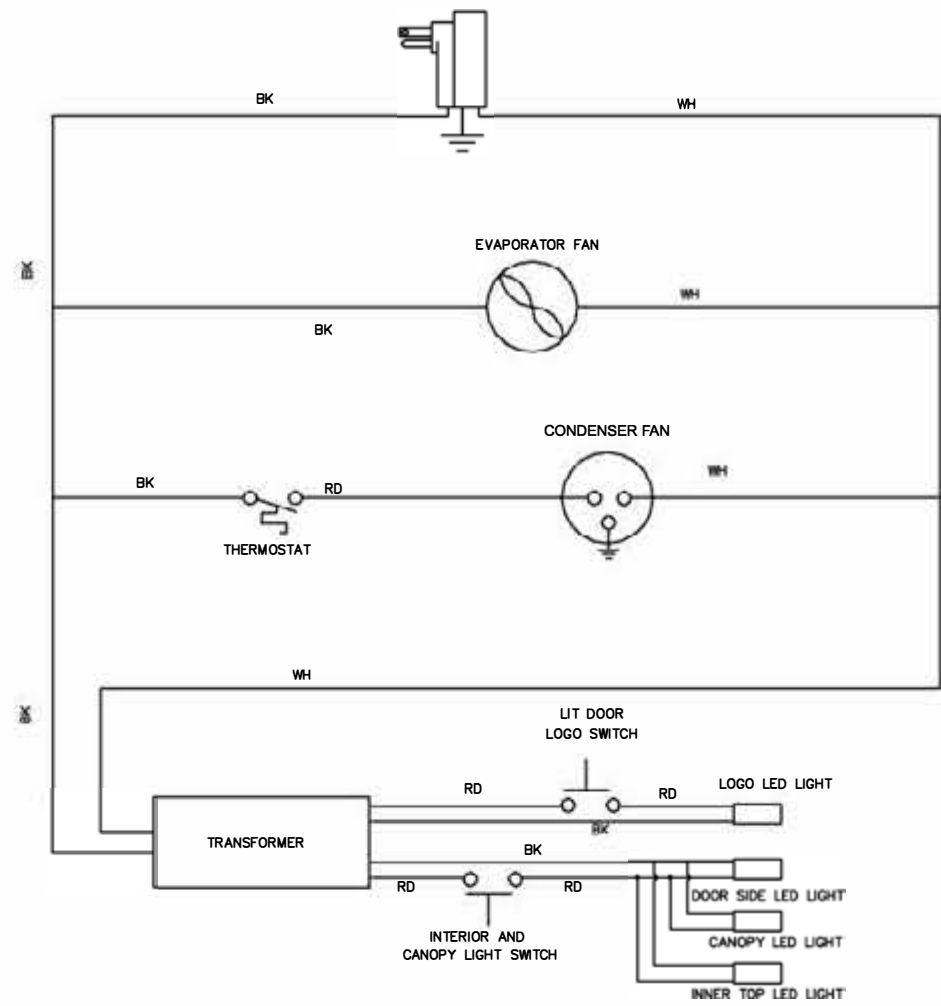 BK
WH
EVAPORATOR FAN
BK
WH
BK
CONDENSER FAN
BK
RD
WH
THERMOSTAT
WH
BK
LIT DOOR
LOGO SWITCH
RD
RD
LOGO LED LIGHT
BK
TRANSFORMER
BK
RD
RD
DOOR SIDE LED LIGHT
INTERIOR AND
CANOPY LIGHT SWITCH
CANOPY LED LIGHT
INNER TOP LED LIGHT